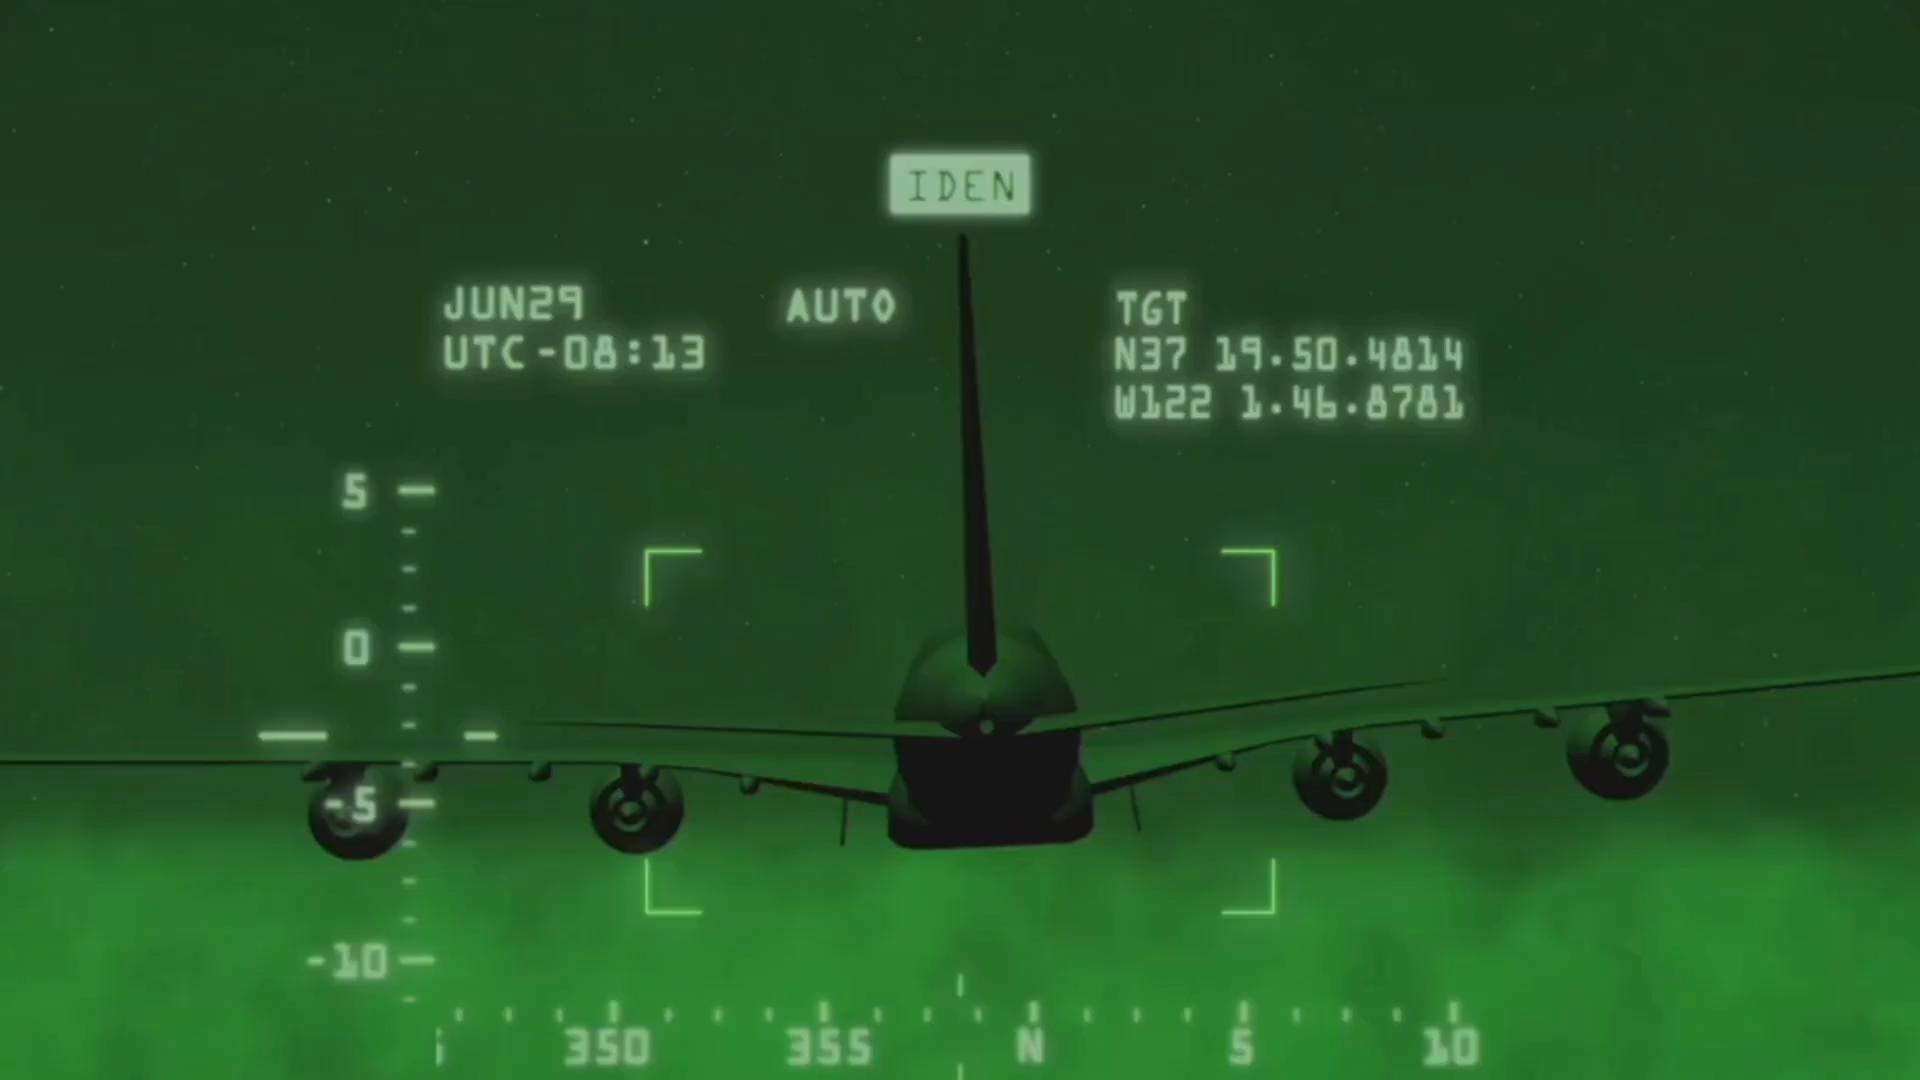 IDEN
JUN29
UTC-08:13
AUTO
TGT
N37 19.50.4814
W122 1.46.8781
5
0
-5
-10
350 355 N 5 10